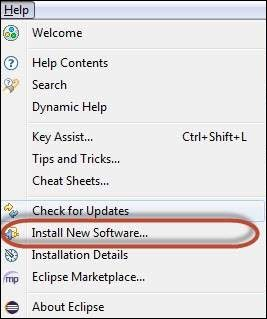 Help
Welcome
Help Contents
Search
Dynamic Help
Key Assist... Ctrl+Shift+L
Tips and Tricks...
Cheat Sheets...
Check for Updates
Install New Software...
Installation Details
mp Eclipse Marketplace...
About Eclipse